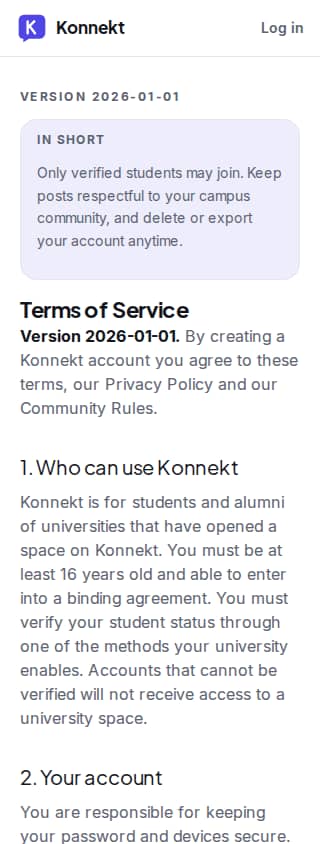 Konnekt
Log in
VERSION 2026-01-01
IN SHORT
Only verified students may join. Keep
posts respectful to your campus
community, and delete or export
your account anytime.
Terms of Service
Version 2026-01-01. By creating a
Konnekt account you agree to these
terms, our Privacy Policy and our
Community Rules.
1. Who can use Konnekt
Konnekt is for students and alumni
of universities that have opened a
space on Konnekt. You must be at
least 16 years old and able to enter
into a binding agreement. You must
verify your student status through
one of the methods your university
enables. Accounts that cannot be
verified will not receive access to a
university space.
2. Your account
You are responsible for keeping
your password and devices secure.